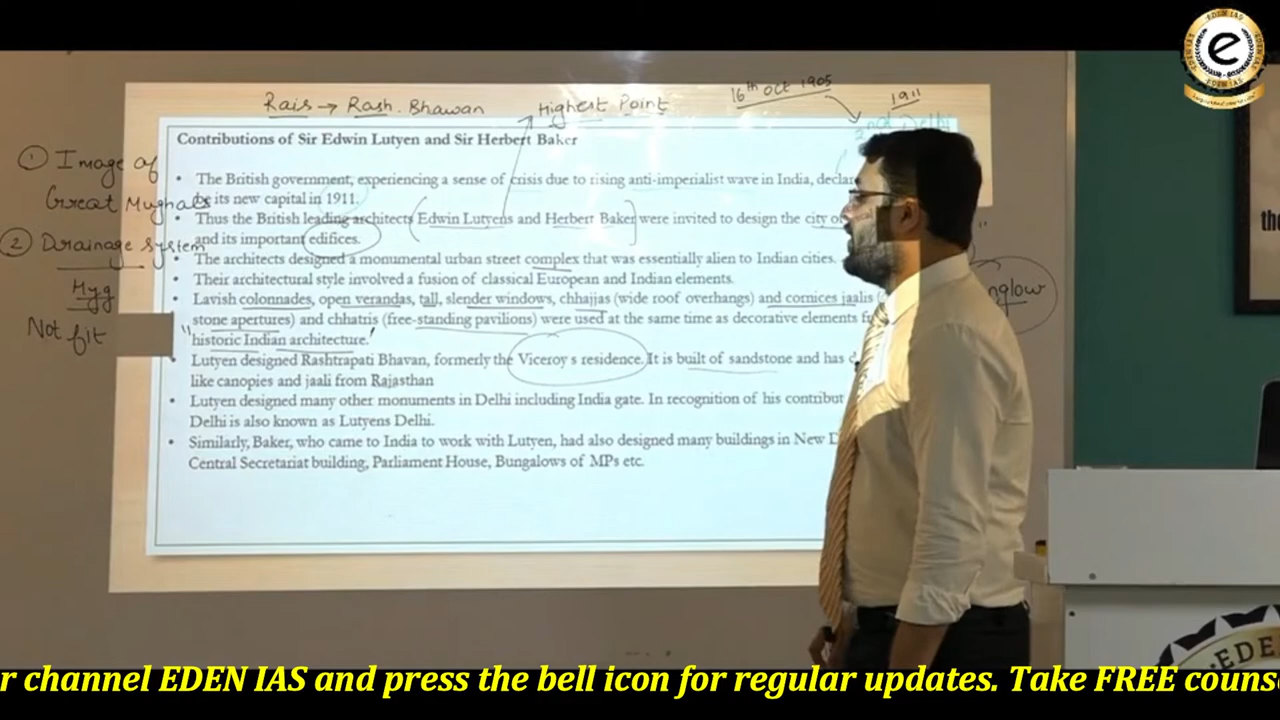 EDEN IAS
e
Rais → Rash. Bhawan
Highest Point
16th Oct 1905
1911
2nd Delhi
① Image of
Great Mughals
② Drainage system
Myg
Not fit
Contributions of Sir Edwin Lutyen and Sir Herbert Baker
• The British government, experiencing a sense of crisis due to rising anti-imperialist wave in India, declar
be its new capital in 1911.
• Thus the British leading architects Edwin Lutyens and Herbert Baker were invited to design the city o
and its important edifices.
• The architects designed a monumental urban street complex that was essentially alien to Indian cities.
• Their architectural style involved a fusion of classical European and Indian elements.
• Lavish colonnades, open verandas, tall, slender windows, chhajjas (wide roof overhangs) and cornices jaalis
stone apertures) and chhatris (free-standing pavilions) were used at the same time as decorative elements f
"historic Indian architecture."
• Lutyen designed Rashtrapati Bhavan, formerly the Viceroy s residence. It is built of sandstone and has d
like canopies and jaali from Rajasthan
• Lutyen designed many other monuments in Delhi including India gate. In recognition of his contribut
Delhi is also known as Lutyens Delhi.
• Similarly, Baker, who came to India to work with Lutyen, had also designed many buildings in New D
Central Secretariat building, Parliament House, Bungalows of MPs etc.
nglow
the
EDE
r channel EDEN IAS and press the bell icon for regular updates. Take FREE couns